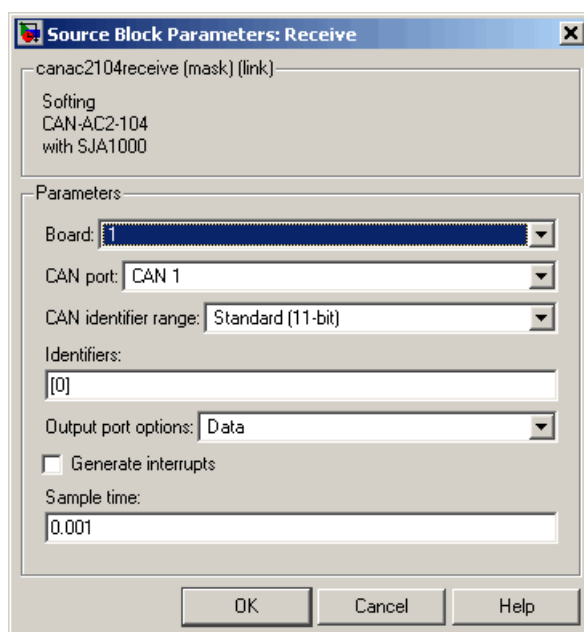 Source Block Parameters: Receive
canac2104receive (mask) (link)
Softing
CAN-AC2-104
with SJA1000
Parameters
Board: 1
CAN port: CAN 1
CAN identifier range: Standard (11-bit)
Identifiers:
[0]
Output port options: Data
Generate interrupts
Sample time:
0.001
OK Cancel Help